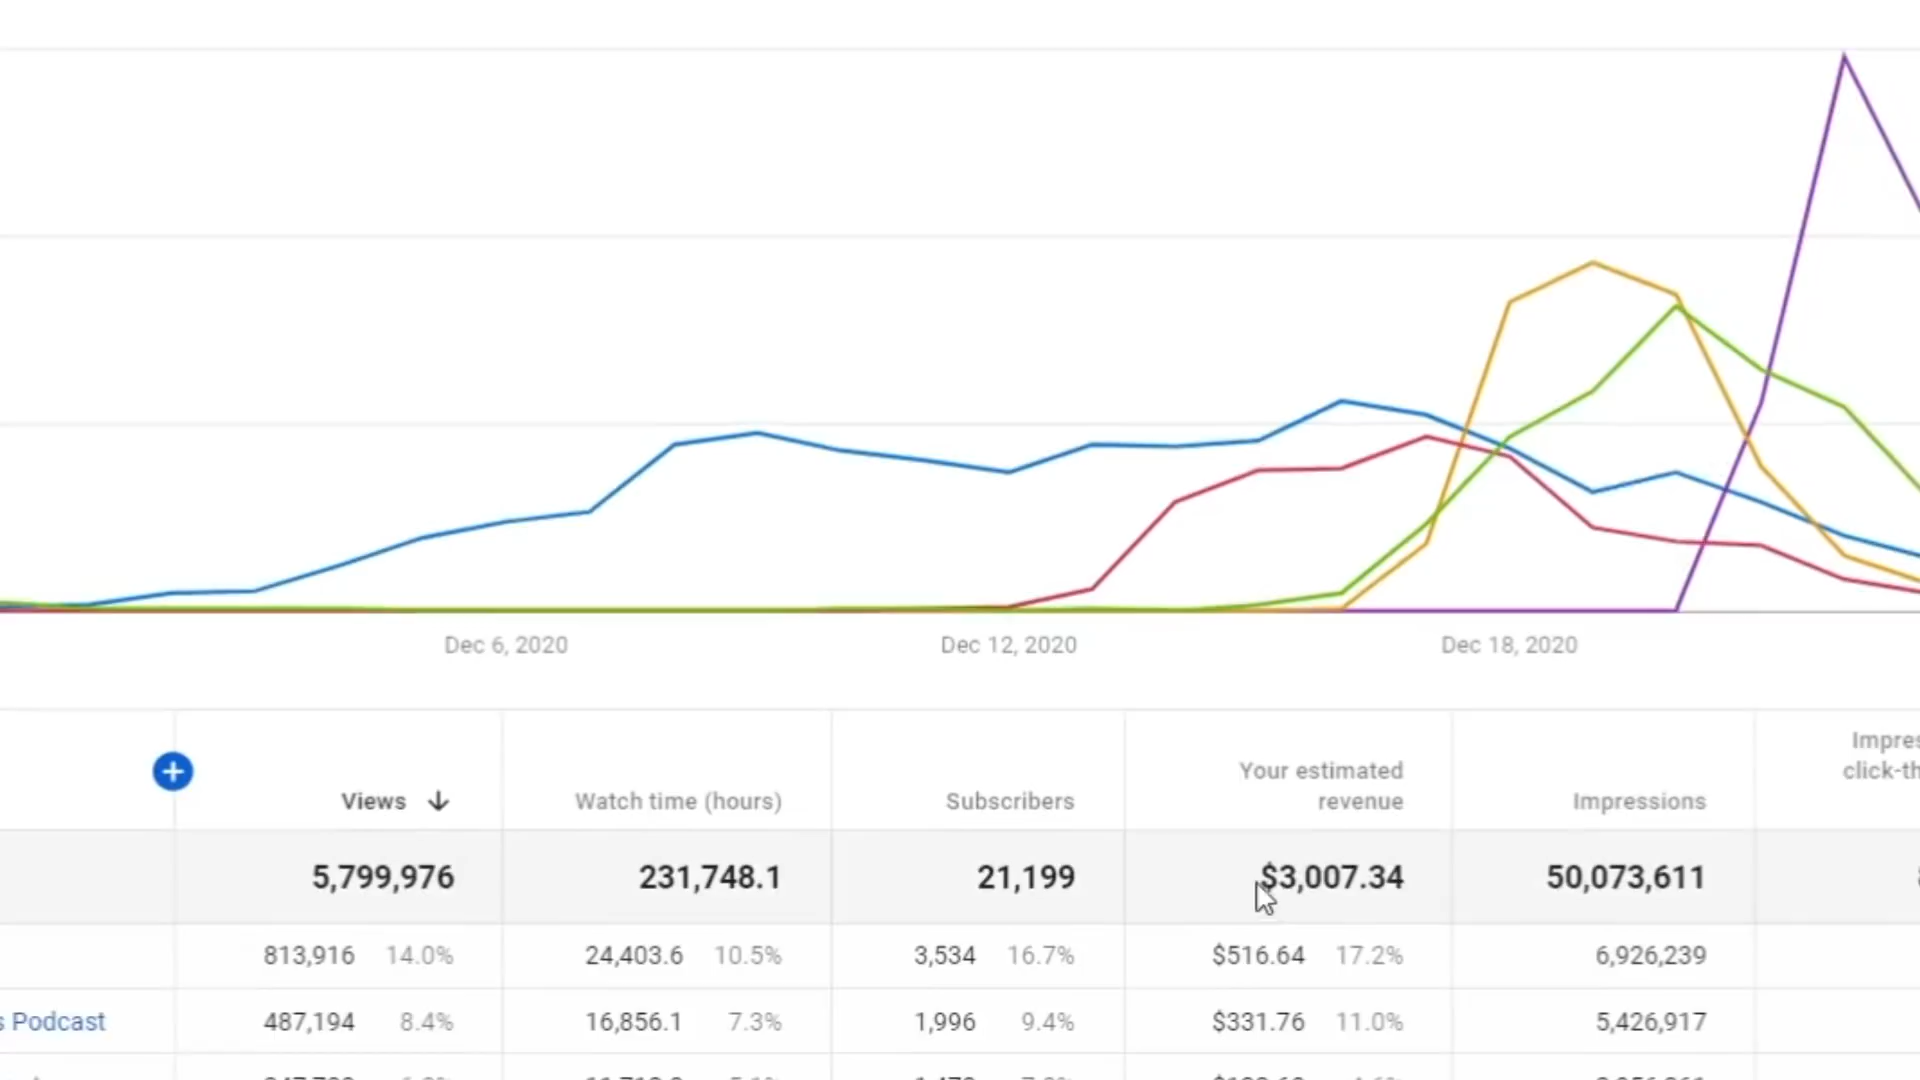 Dec 6, 2020 Dec 12, 2020 Dec 18, 2020
Your estimated
click-th
Views Watch time (hours) Subscribers revenue Impressions
5,799,976 231,748.1 21,199 $3,007.34 50,073,611
813,916 14.0% 24,403.6 10.5% 3,534 16.7% $516.64 17.2% 6,926,239
s Podcast 487,194 8.4% 16,856.1 7.3% 1,996 9.4% $331.76 11.0% 5,426,917